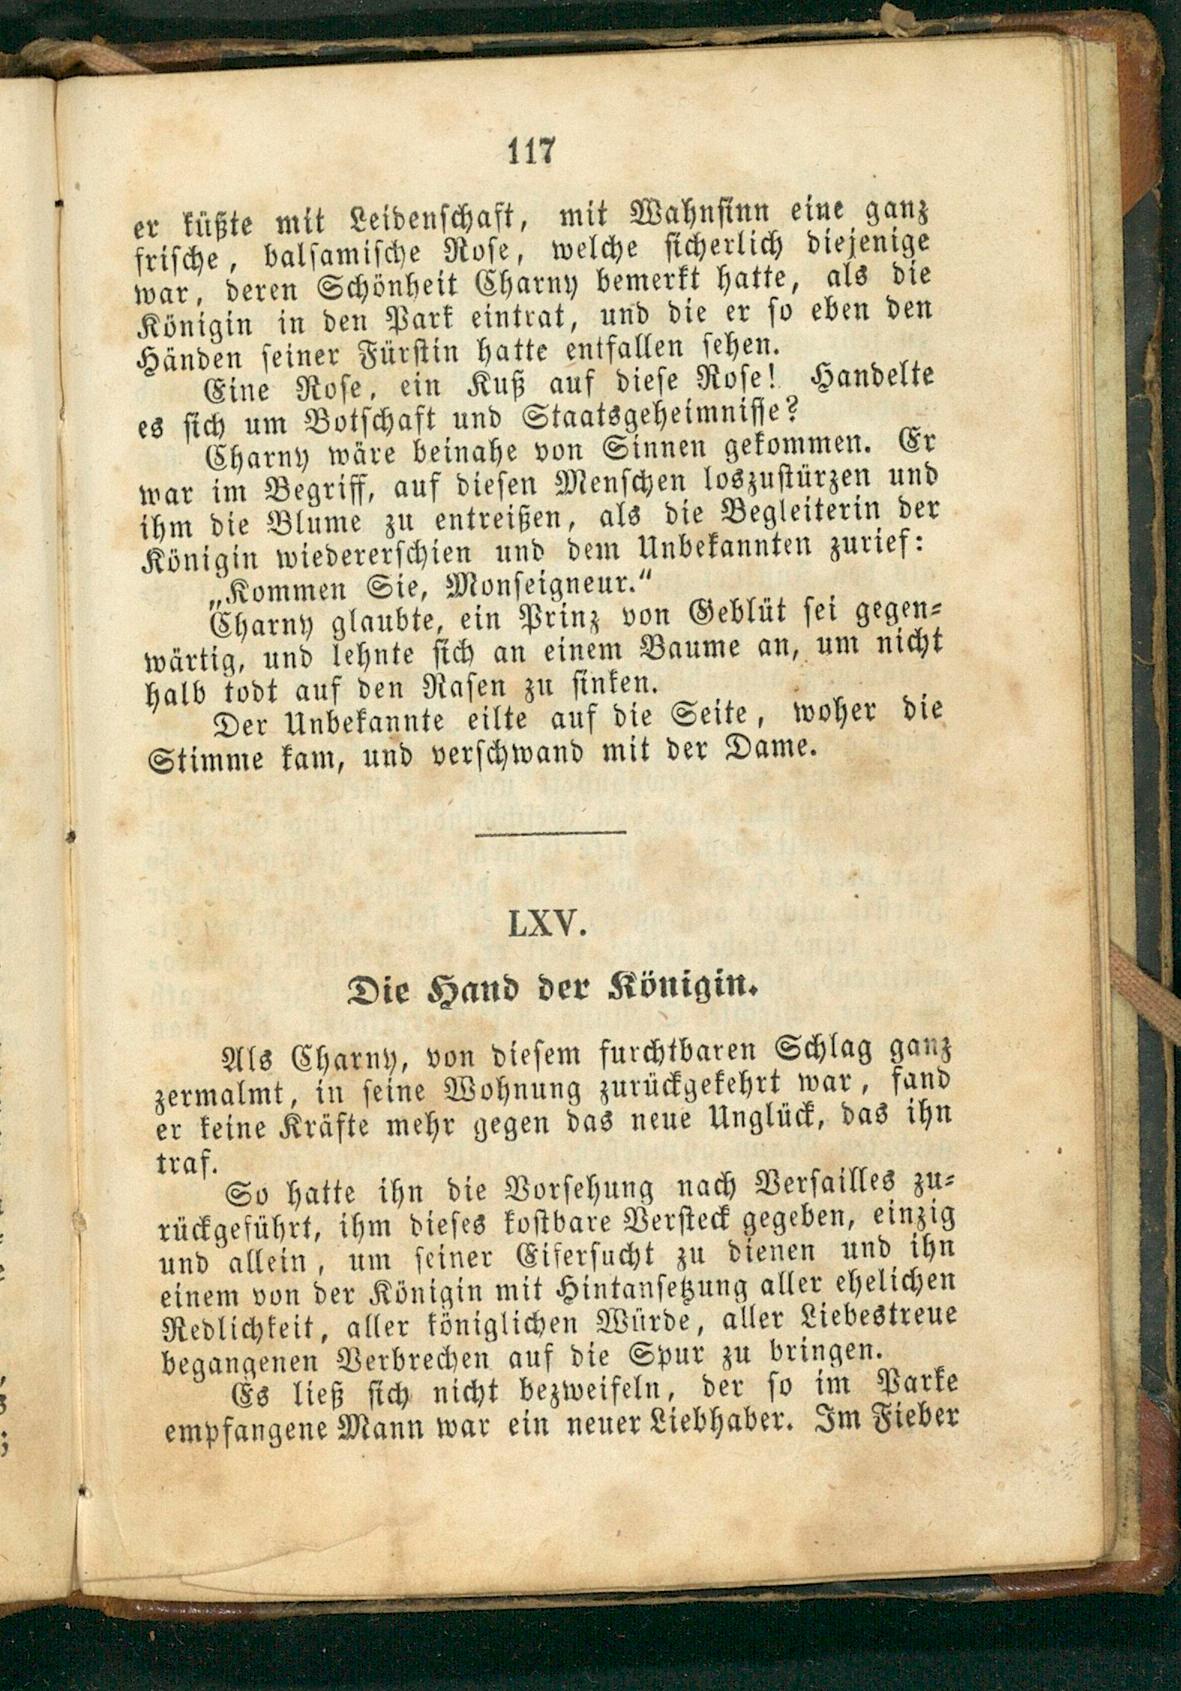 117
er küßte mit Leidenschaft, mit Wahnsinn eine ganz
frische, balsamische Rose, welche sicherlich diejenige
war, deren Schönheit Charny bemerkt hatte, als die
Königin in den Park eintrat, und die er so eben den
Händen seiner Fürstin hatte entfallen sehen.
Eine Rose, ein Kuß auf diese Rose! Handelte
es sich um Botschaft und Staatsgeheimnisse?
Charny wäre beinahe von Sinnen gekommen. Er
war im Begriff, auf diesen Menschen loszustürzen und
ihm die Blume zu entreißen, als die Begleiterin der
Königin wiedererschien und dem Unbekannten zurief:
„Kommen Sie, Monseigneur.“
Charny glaubte, ein Prinz von Geblüt sei gegen-
wärtig, und lehnte sich an einem Baume an, um nicht
halb todt auf den Rasen zu sinken.
Der Unbekannte eilte auf die Seite, woher die
Stimme kam, und verschwand mit der Dame.
LXV.
Die Hand der Königin.
Als Charny, von diesem furchtbaren Schlag ganz
zermalmt, in seine Wohnung zurückgekehrt war, fand
er keine Kräfte mehr gegen das neue Unglück, das ihn
traf.
So hatte ihn die Vorsehung nach Versailles zu-
rückgeführt, ihm dieses kostbare Versteck gegeben, einzig
und allein, um seiner Eifersucht zu dienen und ihn
einem von der Königin mit Hintansetzung aller ehelichen
Redlichkeit, aller königlichen Würde, aller Liebestreue
begangenen Verbrechen auf die Spur zu bringen.
Es ließ sich nicht bezweifeln, der so im Parke
empfangene Mann war ein neuer Liebhaber. Im Fieber